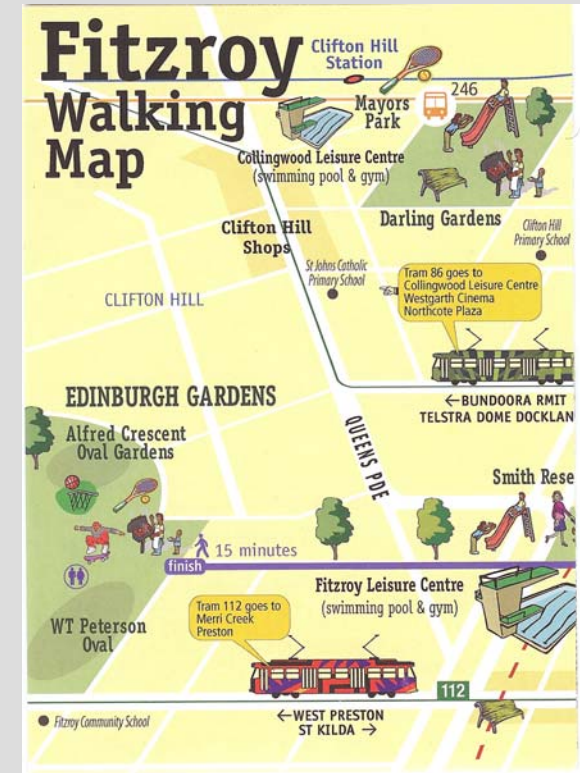 Fitzroy
Walking
Map
Clifton Hill
Station
246
Mayors
Park
Collingwood Leisure Centre
(swimming pool & gym)
Darling Gardens
Clifton Hill
Primary School
Clifton Hill
Shops
St Johns Catholic
Primary School
Tram 86 goes to
Collingwood Leisure Centre
Westgarth Cinema
Northcote Plaza
CLIFTON HILL
←BUNDOORA RMIT
TELSTRA DOME DOCKLAN
EDINBURGH GARDENS
Alfred Crescent
Oval Gardens
QUEENS PDE
Smith Rese
15 minutes
finish
Fitzroy Leisure Centre
(swimming pool & gym)
Tram 112 goes to
Merri Creek
Preston
WT Peterson
Oval
112
Fitzroy Community School
←WEST PRESTON
ST KILDA →